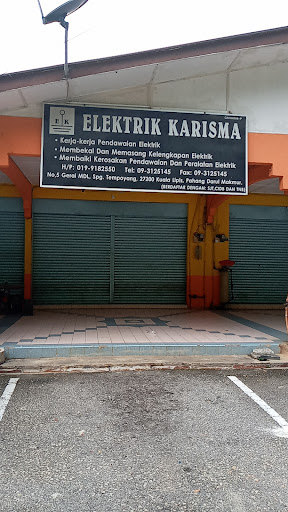 E K
ELEKTRIK KARISMA
• Kerja-kerja Pendawaian Elektrik
• Membekal Dan Memasang Kelengkapan Elektrik
• Membaiki Kerosakan Pendawaian Dan Peralatan Elektrik
H/P: 019-9182550 Tel: 09-3125145 Fax: 09-3125145
No.5 Gerai MDL, Spg. Tempoyang, 27200 Kuala Lipis, Pahang Darul Makmur.
(BERDAFTAR DENGAN: S/T,CIDB DAN TNB)